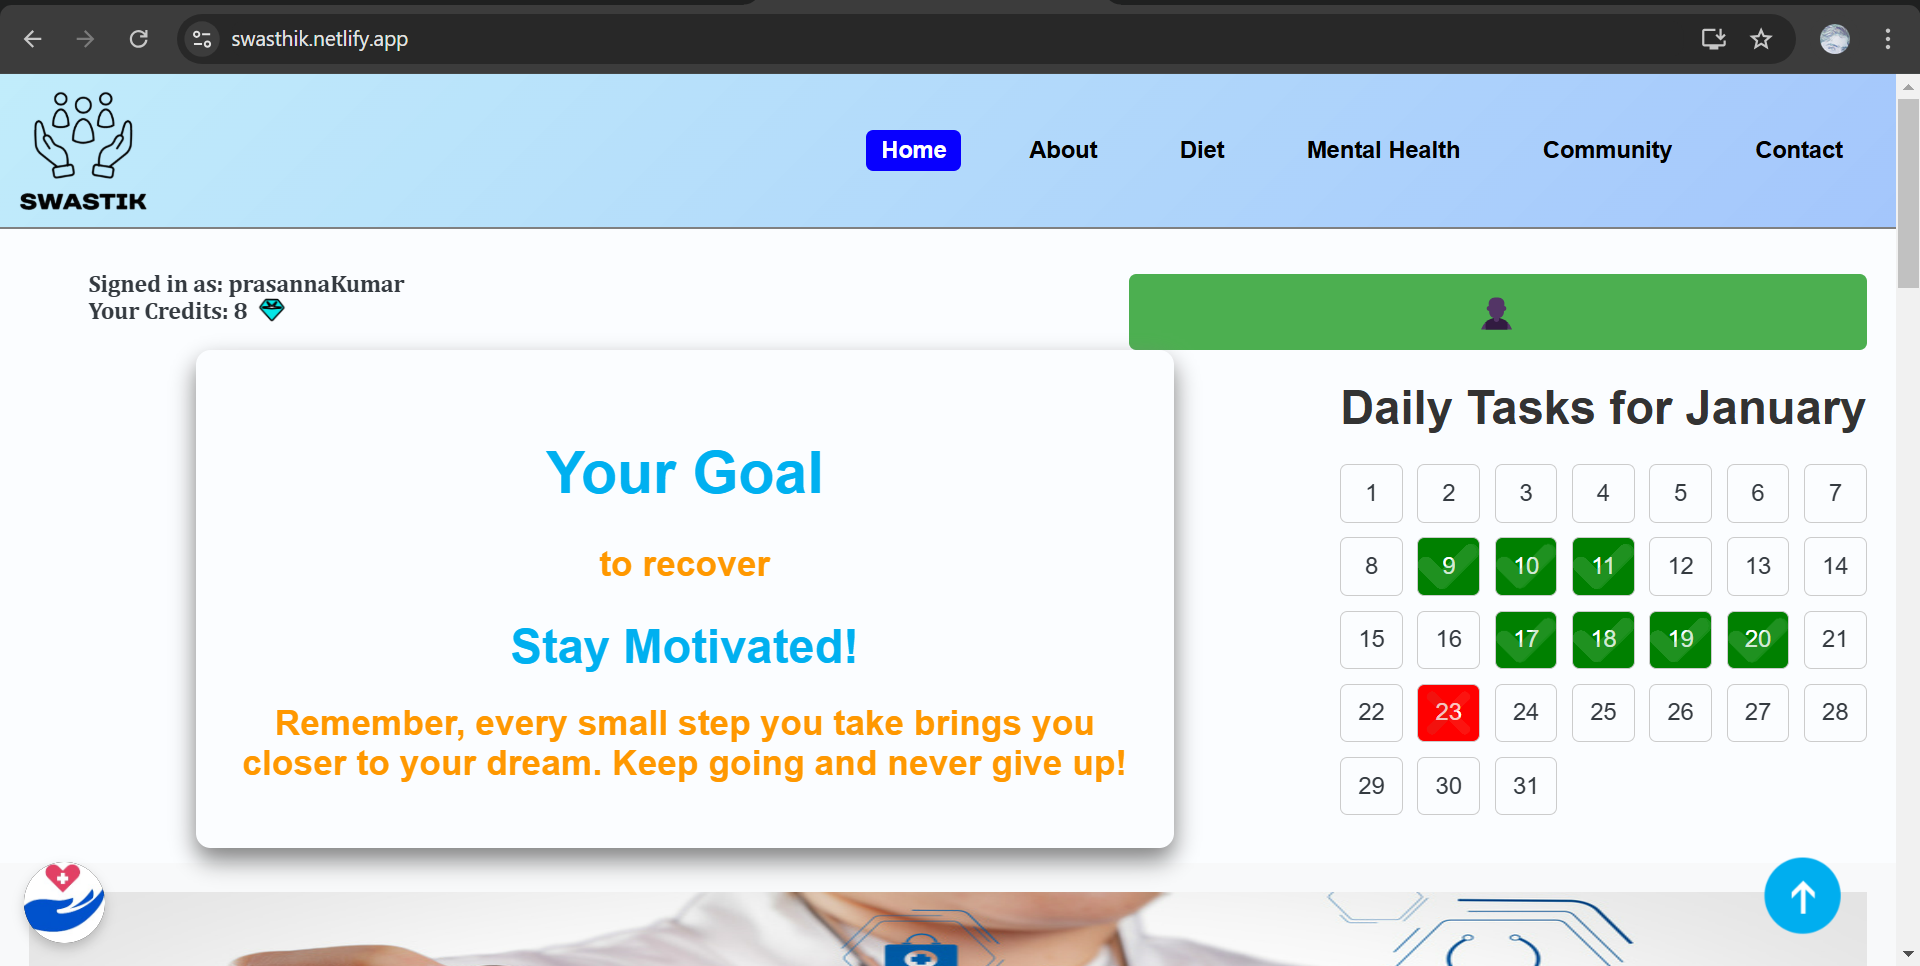 swasthik.netlify.app
SWASTIK
Home About Diet Mental Health Community Contact
Signed in as: prasannaKumar
Your Credits: 8
Your Goal
to recover
Stay Motivated!
Remember, every small step you take brings you
closer to your dream. Keep going and never give up!
Daily Tasks for January
1 2 3 4 5 6 7
8 9 10 11 12 13 14
15 16 17 18 19 20 21
22 23 24 25 26 27 28
29 30 31